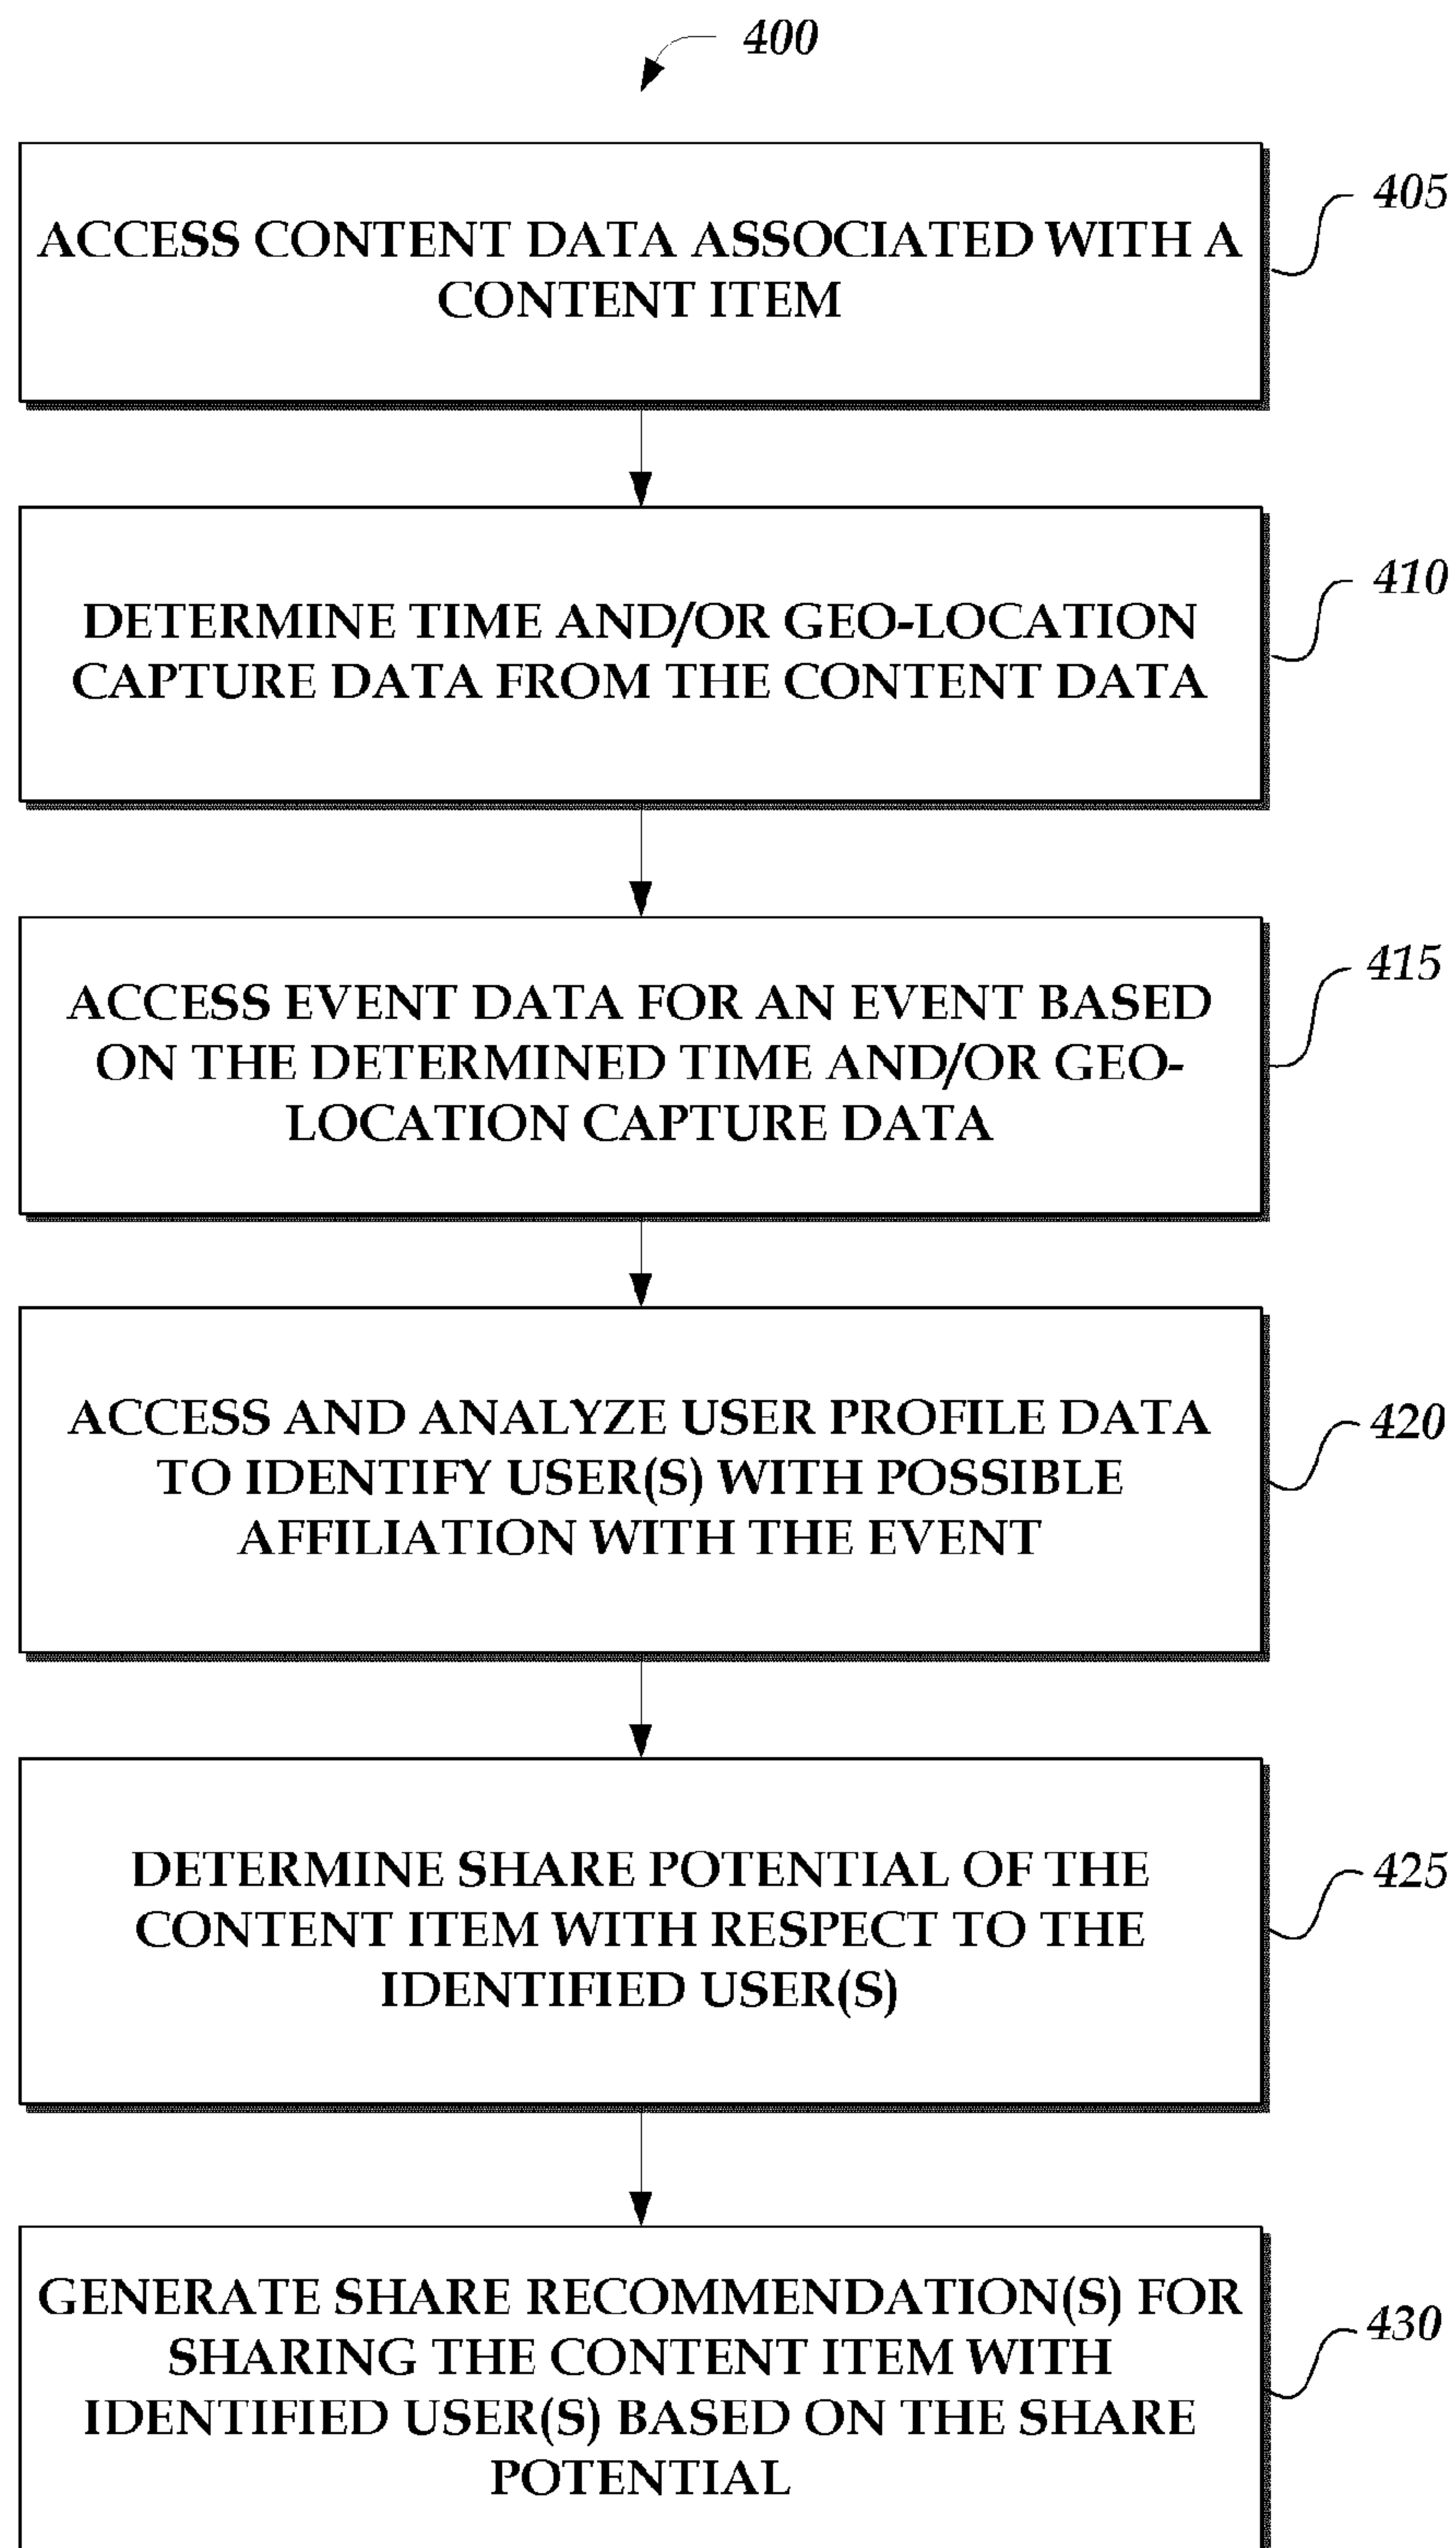 400
ACCESS CONTENT DATA ASSOCIATED WITH A
CONTENT ITEM
405
DETERMINE TIME AND/OR GEO-LOCATION
CAPTURE DATA FROM THE CONTENT DATA
410
ACCESS EVENT DATA FOR AN EVENT BASED
ON THE DETERMINED TIME AND/OR GEO-
LOCATION CAPTURE DATA
415
ACCESS AND ANALYZE USER PROFILE DATA
TO IDENTIFY USER(S) WITH POSSIBLE
AFFILIATION WITH THE EVENT
420
DETERMINE SHARE POTENTIAL OF THE
CONTENT ITEM WITH RESPECT TO THE
IDENTIFIED USER(S)
425
GENERATE SHARE RECOMMENDATION(S) FOR
SHARING THE CONTENT ITEM WITH
IDENTIFIED USER(S) BASED ON THE SHARE
POTENTIAL
430